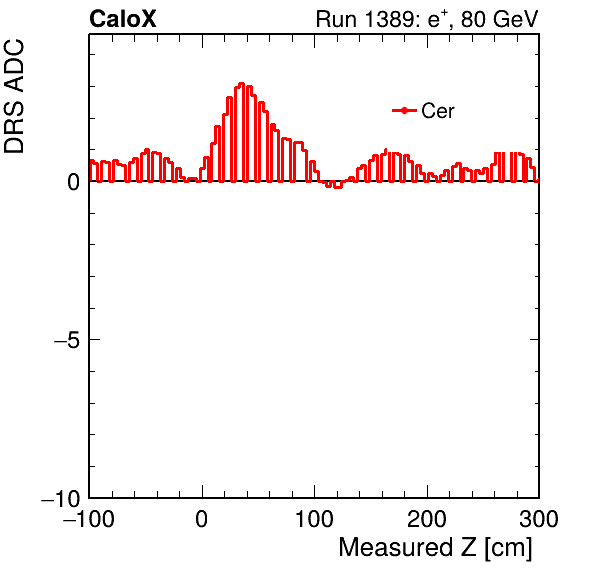 CaloX Run 1389: e⁺, 80 GeV
DRS ADC
Cer
0
−5
−10
−100 0 100 200 300
Measured Z [cm]